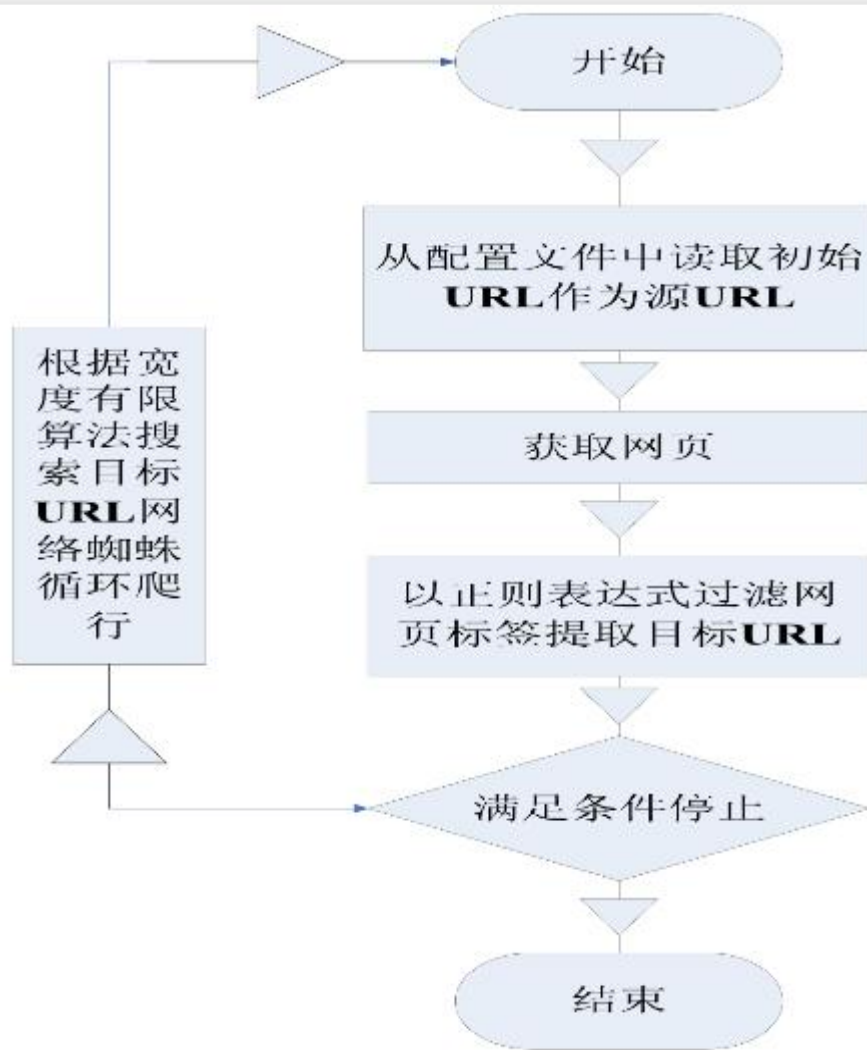 开始
从配置文件中读取初始
URL作为源URL
获取网页
以正则表达式过滤网
页标签提取目标URL
满足条件停止
结束
根据宽
度有限
算法搜
索目标
URL网
络蜘蛛
循环爬
行